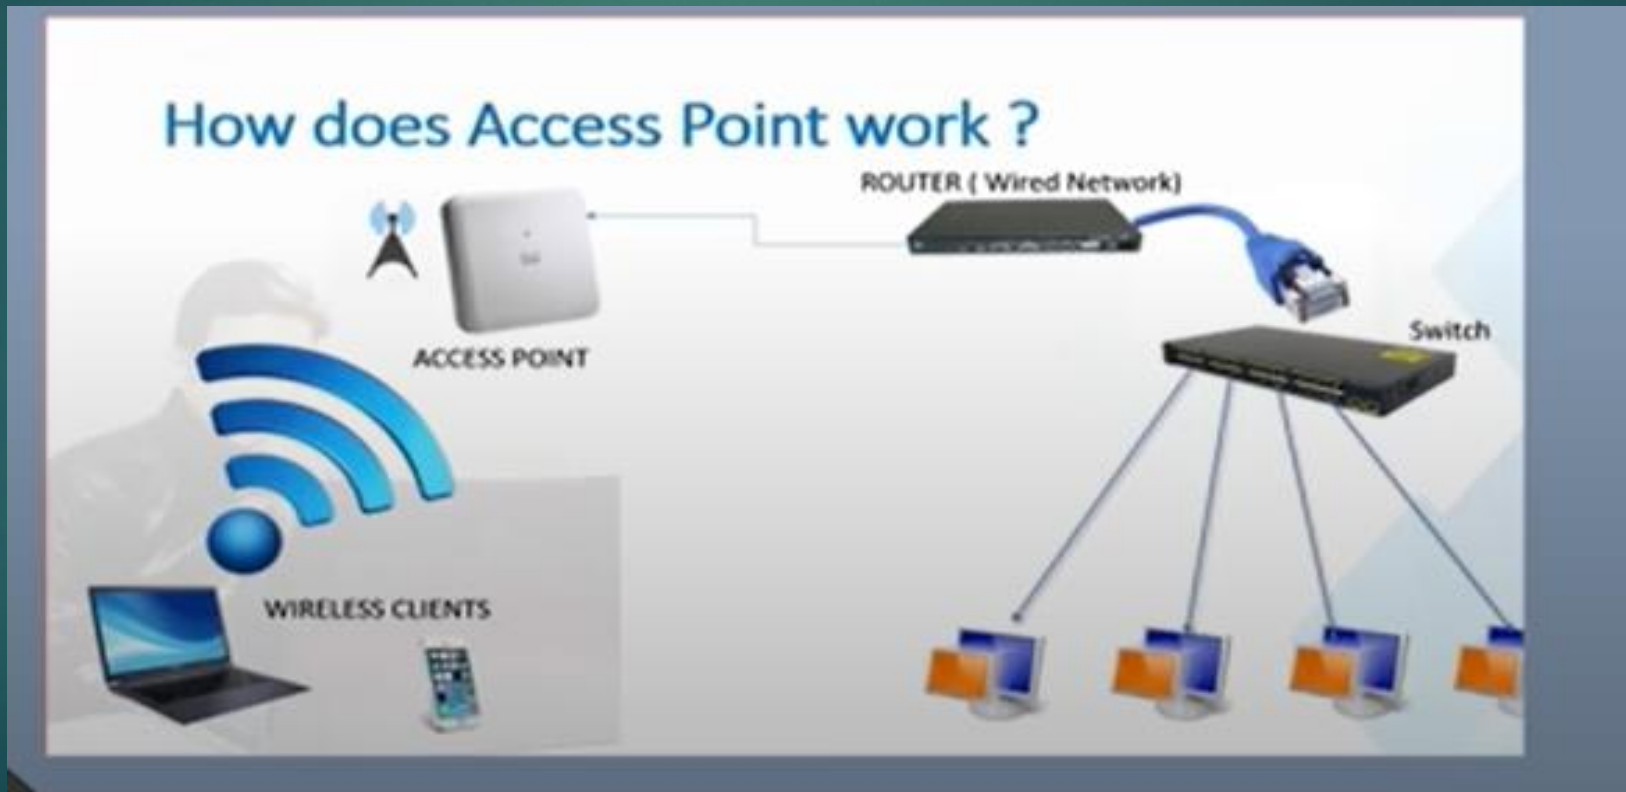 How does Access Point work ?
ROUTER ( Wired Network)
ACCESS POINT
Switch
WIRELESS CLIENTS